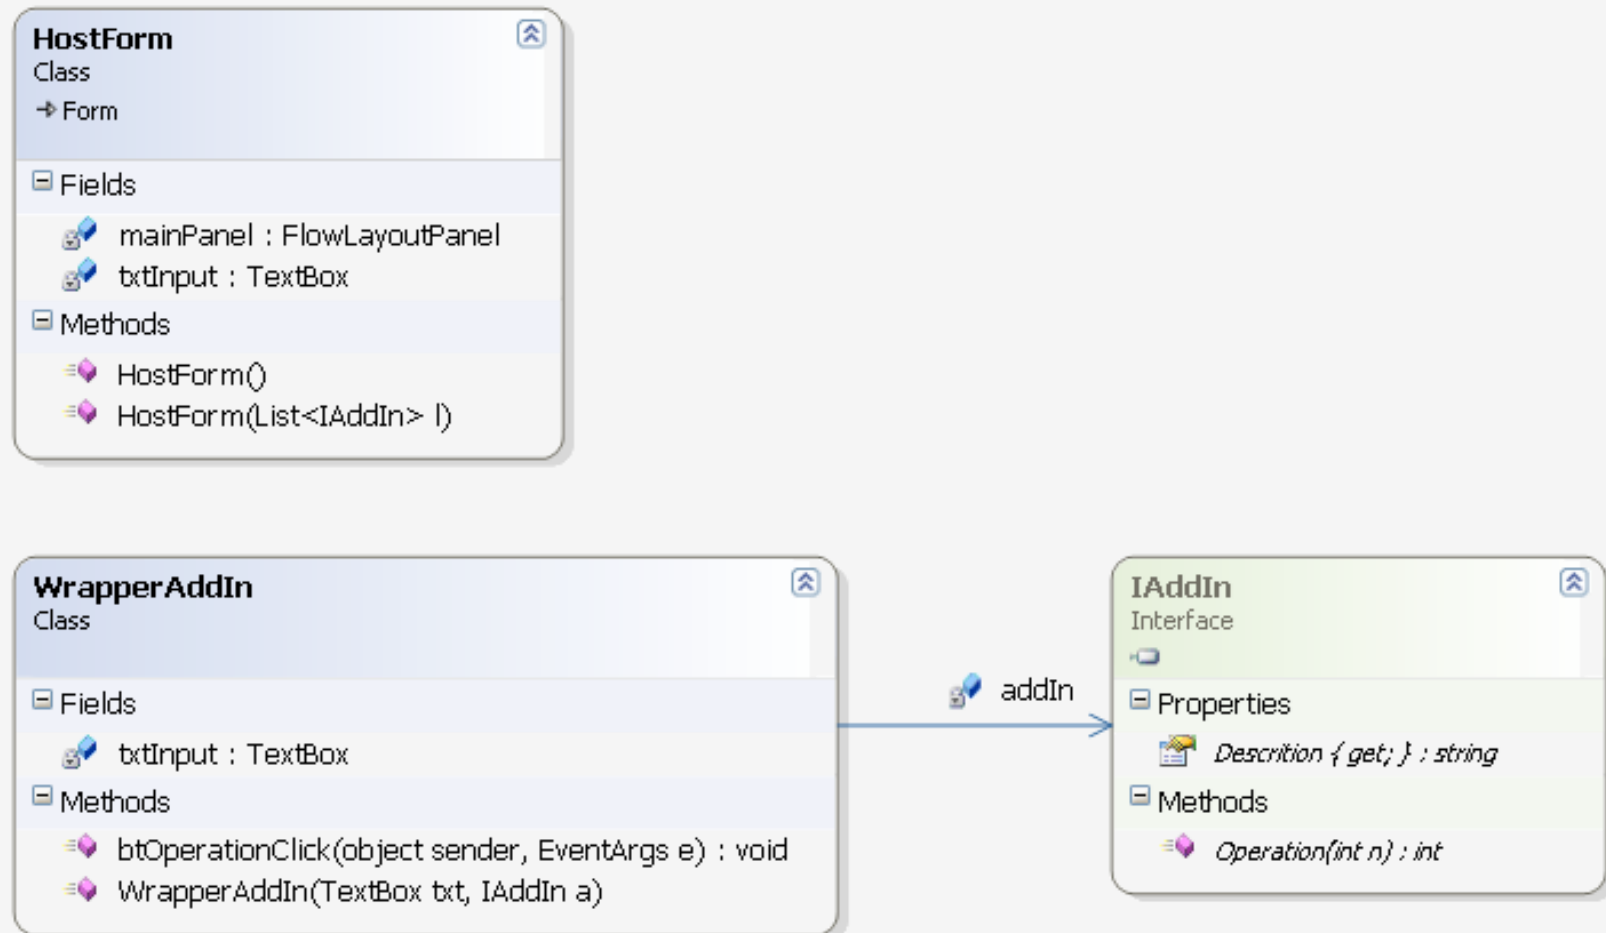 HostForm
Class
Form
Fields
mainPanel : FlowLayoutPanel
txtInput : TextBox
Methods
HostForm()
HostForm(List<IAddIn> l)
WrapperAddIn
Class
Fields
txtInput : TextBox
Methods
btOperationClick(object sender, EventArgs e) : void
WrapperAddIn(TextBox txt, IAddIn a)
addIn
IAddIn
Interface
Properties
Descrition { get; } : string
Methods
Operation(int n) : int